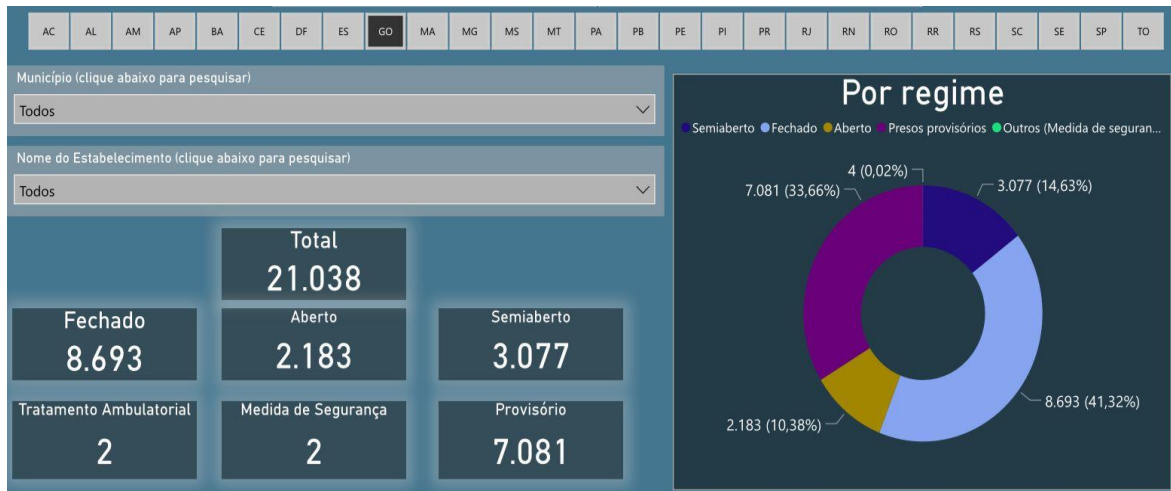 AC AL AM AP BA CE DF ES GO MA MG MS MT PA PB PE PI PR RJ RN RO RR RS SC SE SP TO
Município (clique abaixo para pesquisar)
Todos
Nome do Estabelecimento (clique abaixo para pesquisar)
Todos
Total
21.038
Fechado
8.693
Aberto
2.183
Semiaberto
3.077
Tratamento Ambulatorial
2
Medida de Segurança
2
Provisório
7.081
Por regime
Semiaberto Fechado Aberto Presos provisórios Outros (Medida de seguran...
4 (0,02%)
7.081 (33,66%)
3.077 (14,63%)
8.693 (41,32%)
2.183 (10,38%)